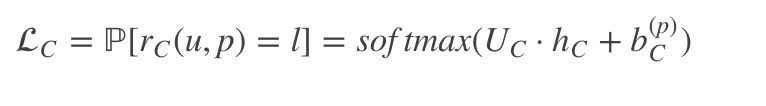 ℒ_C = ℙ[r_C(u, p) = l] = softmax(U_C · h_C + b_C^{(p)})